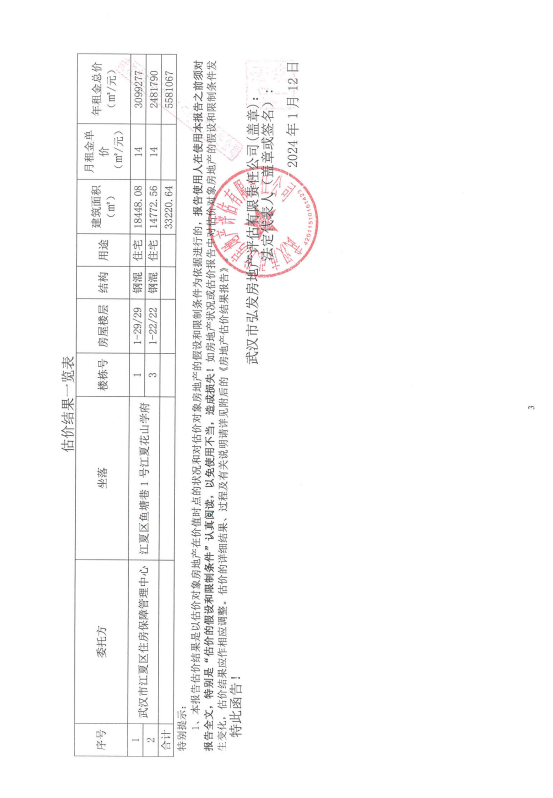 估价结果一览表
序号 委托方 坐落 楼栋号 房屋楼层 结构 用途 建筑面积（㎡） 月租金单价（㎡/元） 年租金总价（㎡/元）
1 武汉市江夏区住房保障管理中心 江夏区鱼塘巷1号江夏花山学府 1 1-29/29 钢混 住宅 18448.08 14 3099277
2 3 1-22/22 钢混 住宅 14772.56 14 2481790
合计 33220.64 5581067
特别提示：
1、本报告估价结果是以估价对象房地产在价值时点的状况和对估价对象房地产的假设和限制条件为依据进行的；报告使用人在使用本报告之前须对
报告全文，特别是“估价的假设和限制条件”认真阅读，以免使用不当，造成损失！如房地产状况或估价报告中对估价对象房地产的假设和限制条件发
生变化，估价结果应作相应调整。估价的详细结果、过程及有关说明请详见附后的《房地产估价结果报告》。
特此函告！
武汉市弘发房地产评估有限责任公司(盖章)：
法定代表人（盖章或签名）：
2024年1月12日
3